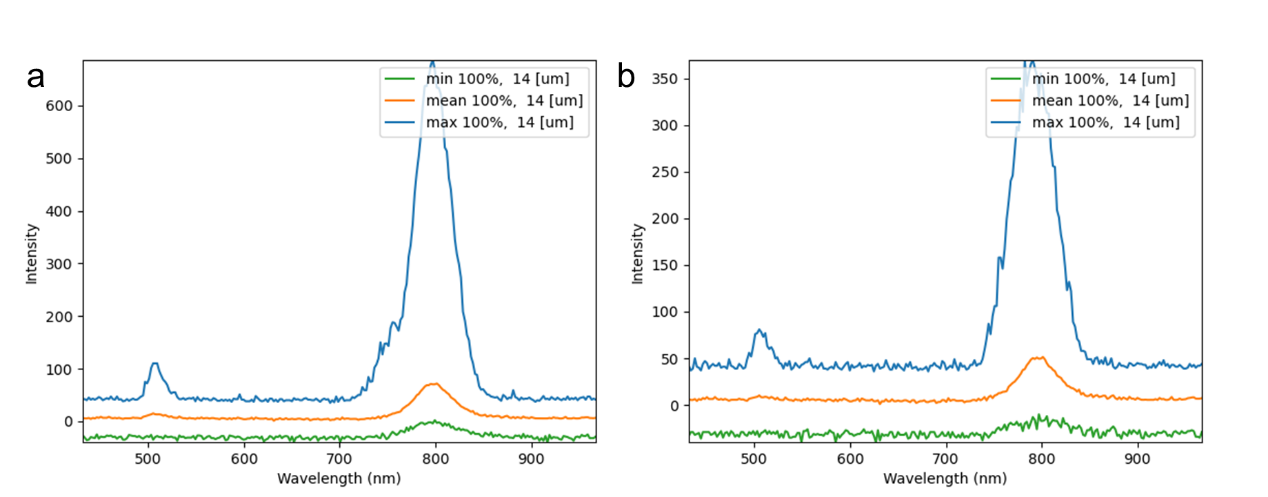 a
min 100%,  14 [um]
mean 100%,  14 [um]
max 100%,  14 [um]
600
500
400
300
200
100
0
Intensity
500 600 700 800 900
Wavelength (nm)
b
min 100%,  14 [um]
mean 100%,  14 [um]
max 100%,  14 [um]
350
300
250
200
150
100
50
0
Intensity
500 600 700 800 900
Wavelength (nm)